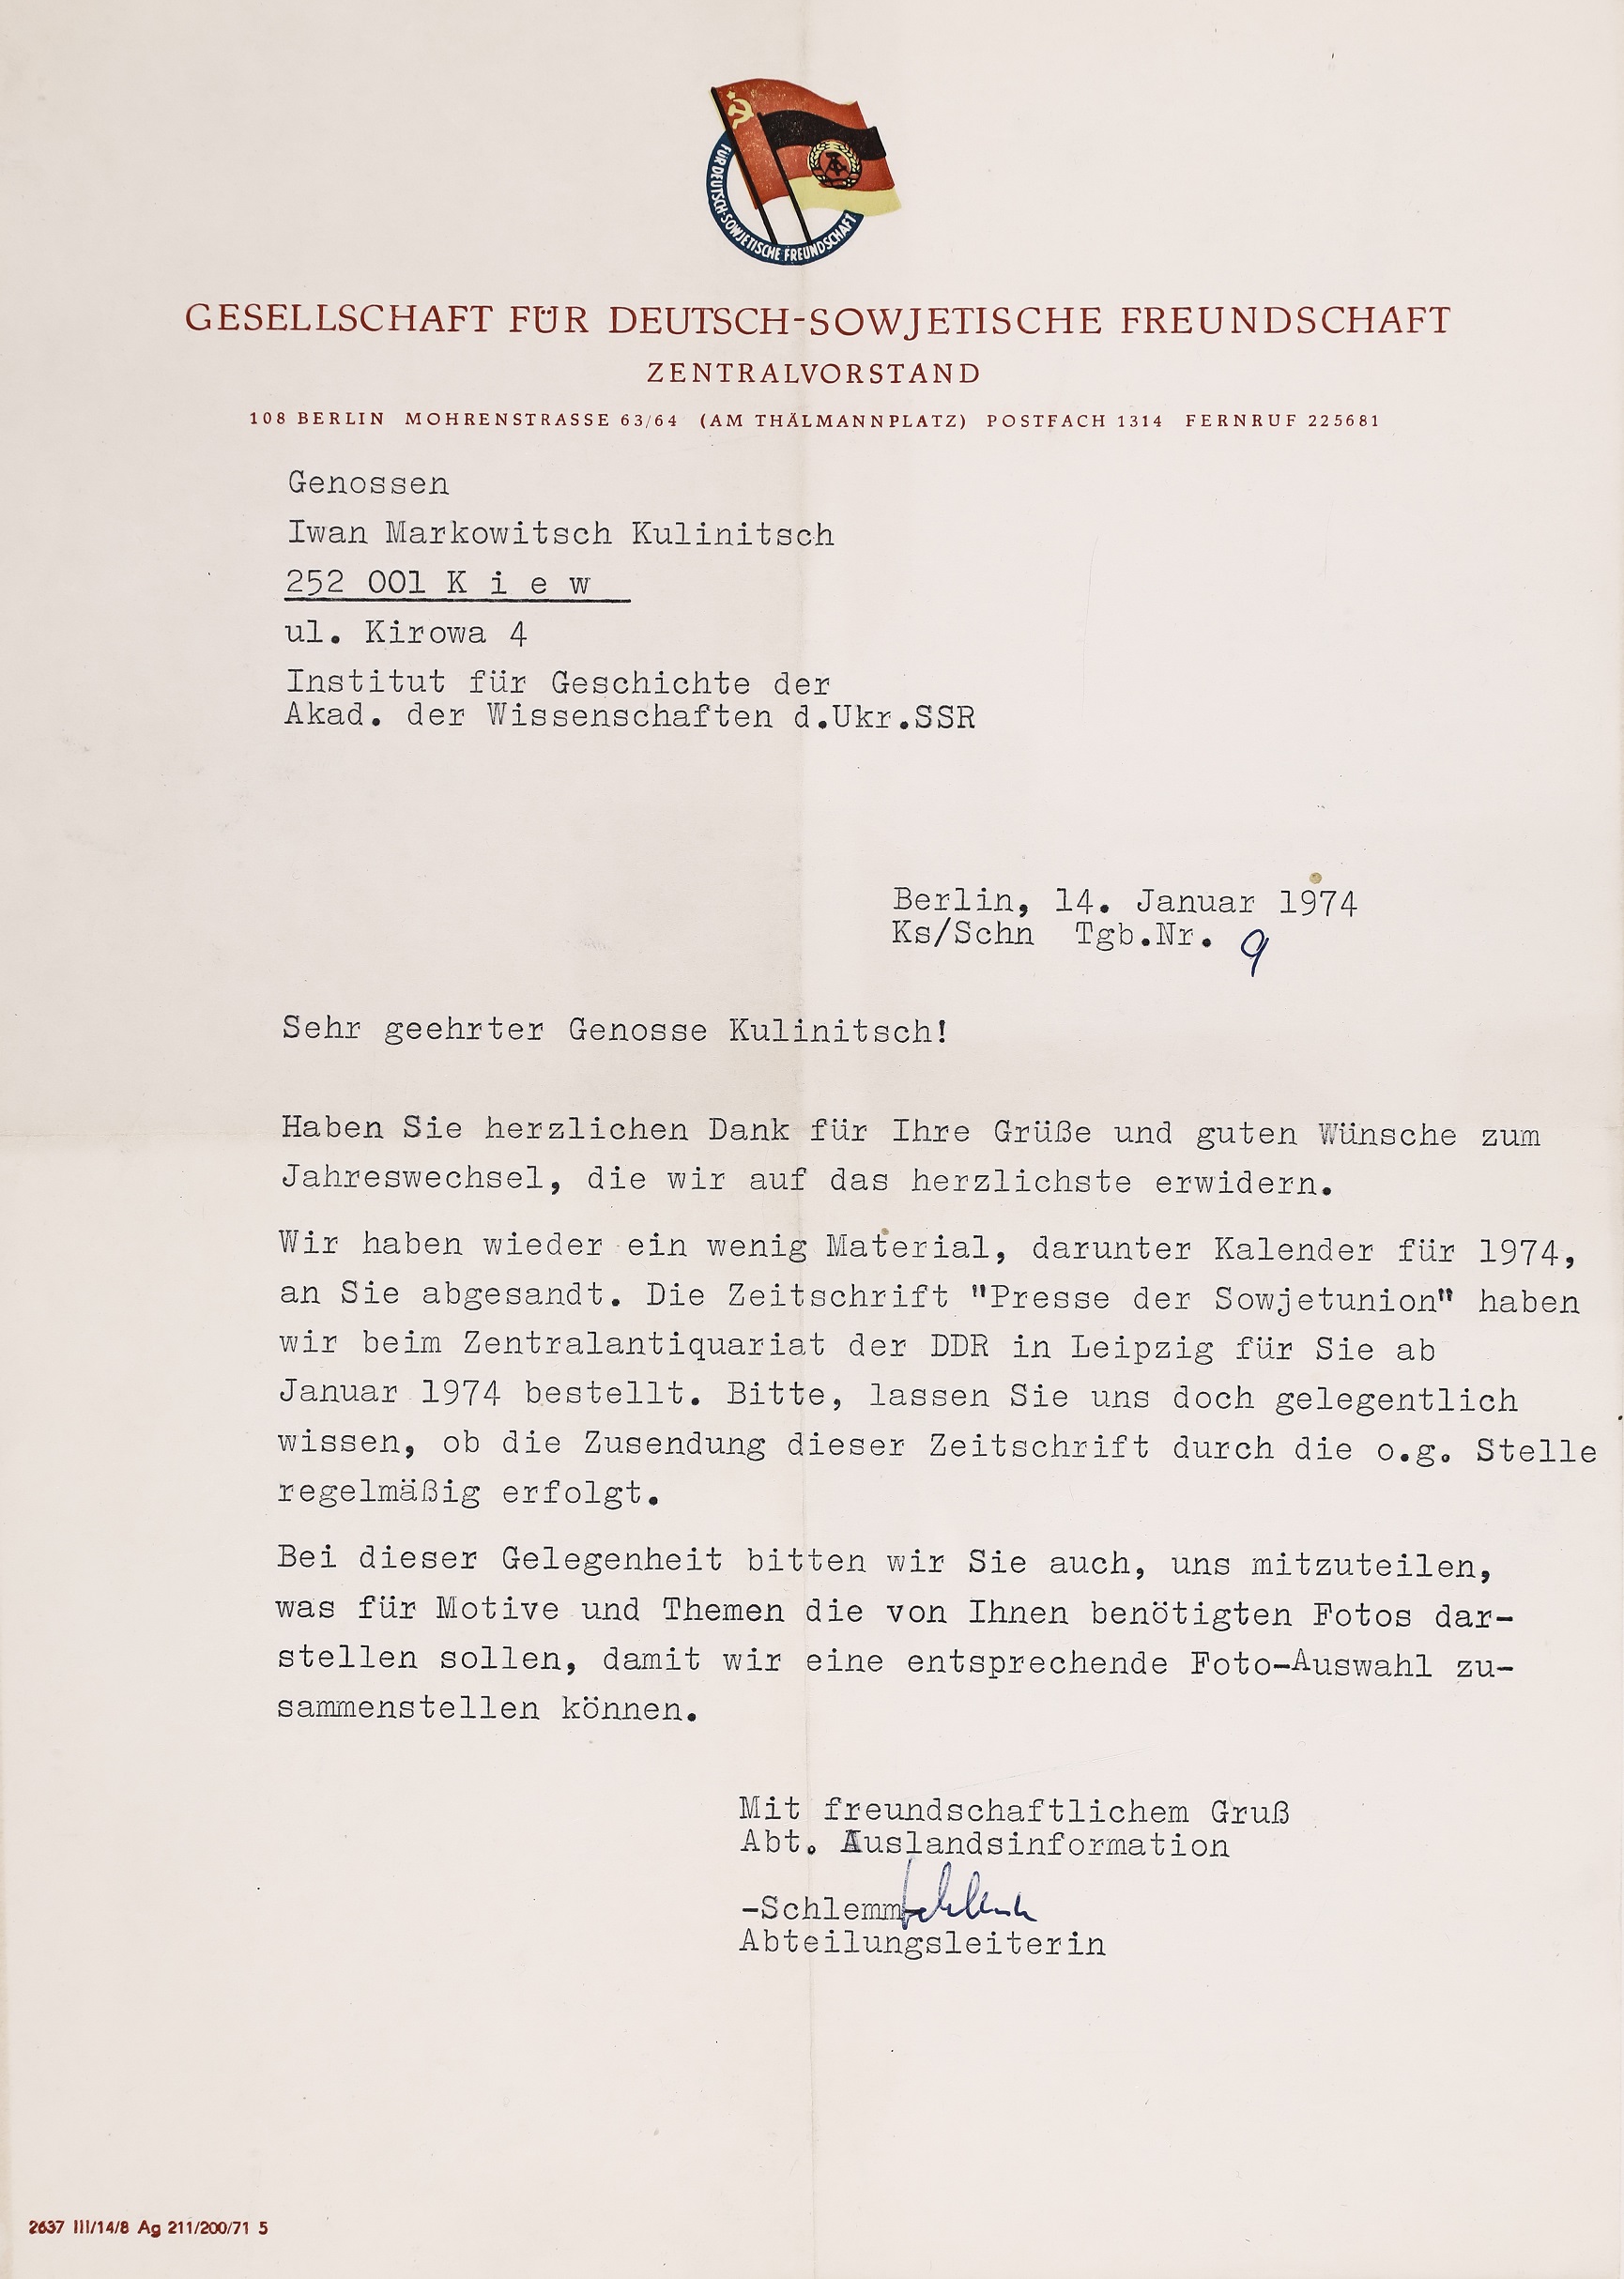 FÜR DEUTSCH-SOWJETISCHE FREUNDSCHAFT
GESELLSCHAFT FÜR DEUTSCH-SOWJETISCHE FREUNDSCHAFT
ZENTRALVORSTAND
108 BERLIN MOHRENSTRASSE 63/64 (AM THÄLMANNPLATZ) POSTFACH 1314 FERNRUF 225681
Genossen
Iwan Markowitsch Kulinitsch
252 001 K i e w
ul. Kirowa 4
Institut für Geschichte der
Akad. der Wissenschaften d.Ukr.SSR
Berlin, 14. Januar 1974
Ks/Schn Tgb.Nr. 9
Sehr geehrter Genosse Kulinitsch!
Haben Sie herzlichen Dank für Ihre Grüße und guten Wünsche zum
Jahreswechsel, die wir auf das herzlichste erwidern.
Wir haben wieder ein wenig Material, darunter Kalender für 1974,
an Sie abgesandt. Die Zeitschrift "Presse der Sowjetunion" haben
wir beim Zentralantiquariat der DDR in Leipzig für Sie ab
Januar 1974 bestellt. Bitte, lassen Sie uns doch gelegentlich
wissen, ob die Zusendung dieser Zeitschrift durch die o.g. Stelle
regelmäßig erfolgt.
Bei dieser Gelegenheit bitten wir Sie auch, uns mitzuteilen,
was für Motive und Themen die von Ihnen benötigten Fotos dar-
stellen sollen, damit wir eine entsprechende Foto-Auswahl zu-
sammenstellen können.
Mit freundschaftlichem Gruß
Abt. Auslandsinformation
-Schlemm-
Abteilungsleiterin
2637 III/14/8 Ag 211/200/71 5